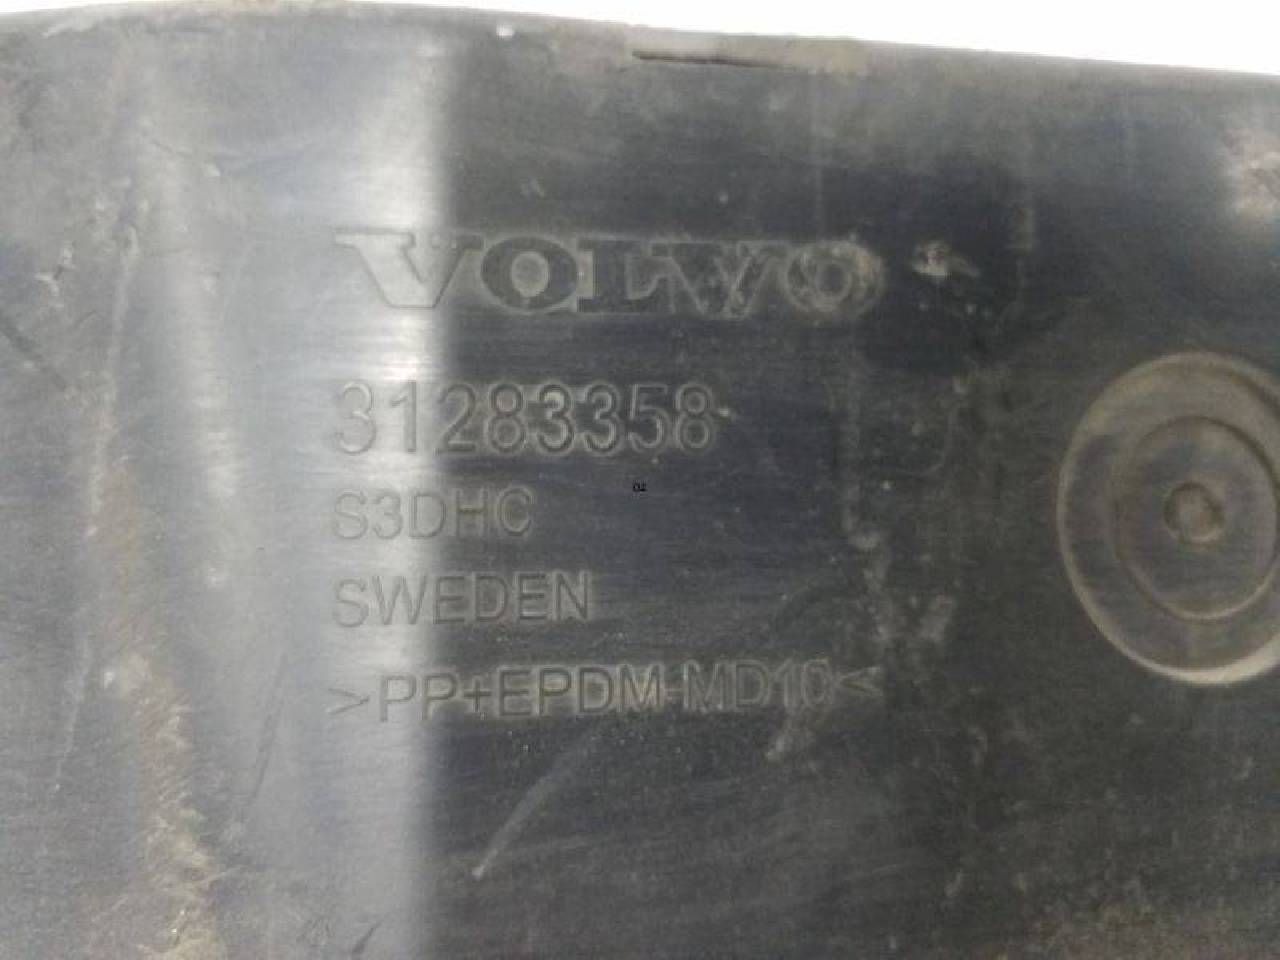 VOLVO
31283358
S3DHC
SWEDEN
>PP+EPDM-MD10<